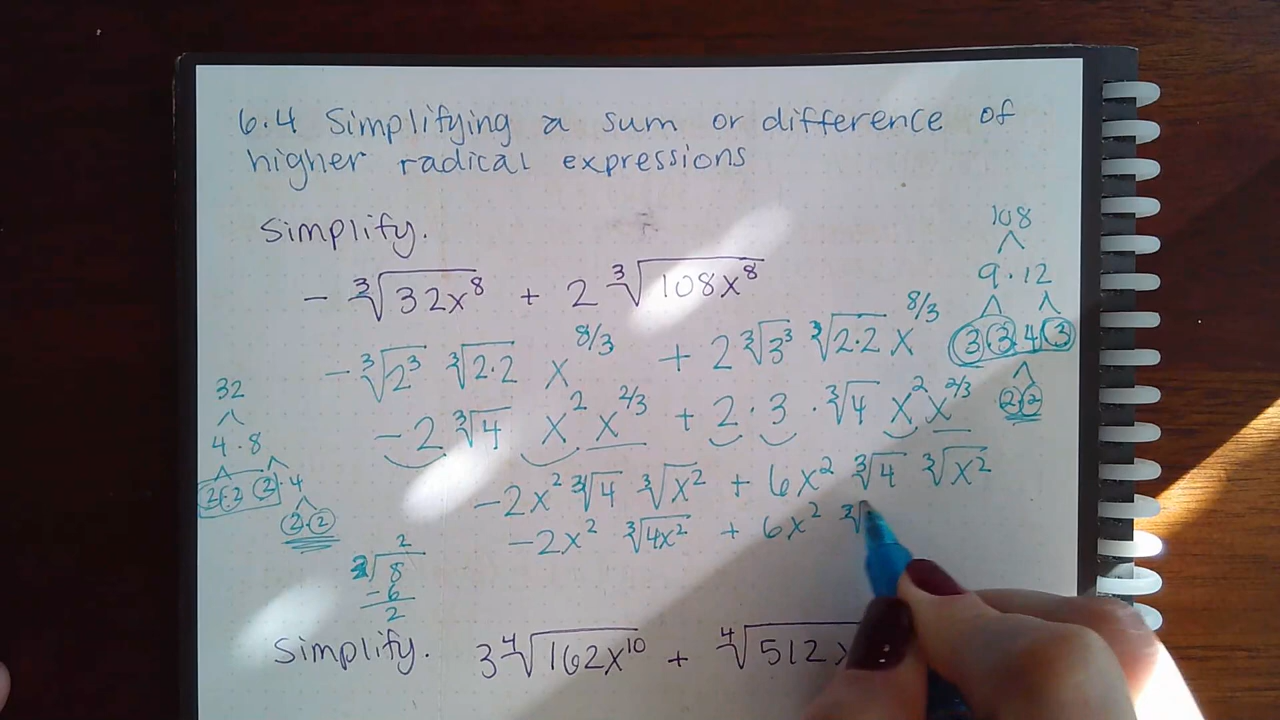 6.4 Simplifying a sum or difference of
higher radical expressions
Simplify.
- ∛32x⁸ + 2 ∛108x⁸
-∛2³ ∛2·2 x^8/3 + 2 ∛3³ ∛2·2 x^8/3
-2 ∛4 x² x^2/3 + 2 · 3 · ∛4 x² x^2/3
-2x² ∛4 ∛x² + 6x² ∛4 ∛x²
-2x² ∛4x² + 6x² ∛
108
9 · 12
3 3 4 3
2 2
32
4 · 8
2 2 2 · 4
2 · 2
2
8
-6
2
Simplify. 3 ∜162x¹⁰ + ∜512